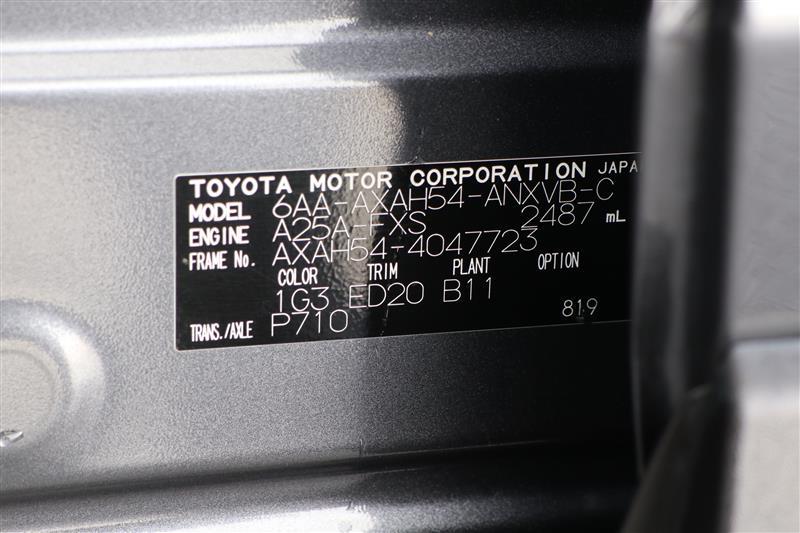 TOYOTA MOTOR CORPORATION JAPA
MODEL 6AA-AXAH54-ANXVB-C
ENGINE A25A-FXS 2487 mL
FRAME No. AXAH54-4047723
COLOR TRIM PLANT OPTION
1G3 ED20 B11
TRANS./AXLE P710 819